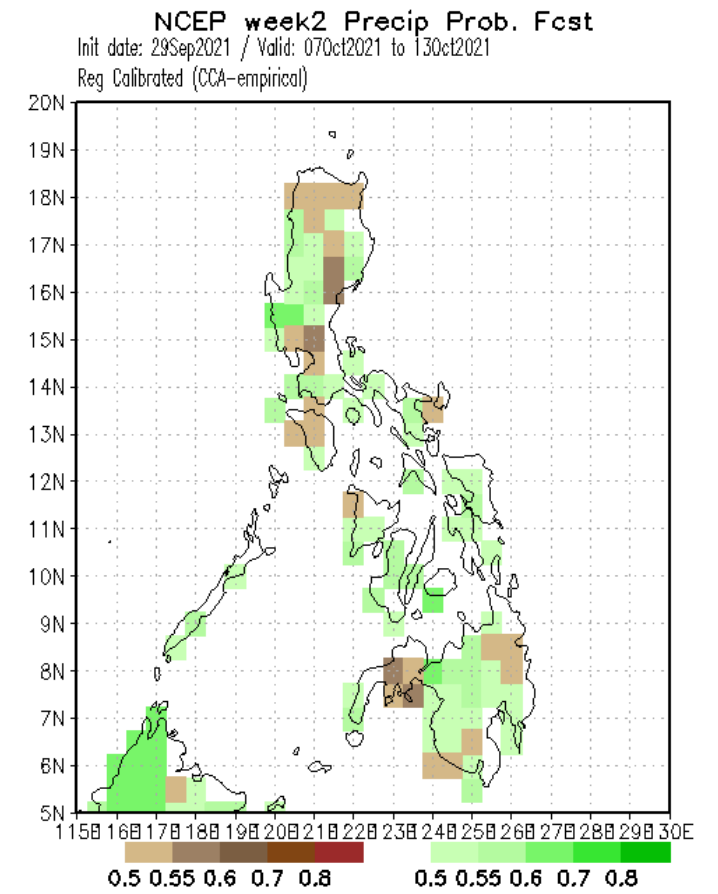 NCEP week2 Precip Prob. Fcst
Init date: 29Sep2021 / Valid: 07Oct2021 to 13Oct2021
Reg Calibrated (CCA-empirical)
20N
19N
18N
17N
16N
15N
14N
13N
12N
11N
10N
9N
8N
7N
6N
5N
115E 116E 117E 118E 119E 120E 121E 122E 123E 124E 125E 126E 127E 128E 129E 130E
0.5 0.55 0.6 0.7 0.8 0.5 0.55 0.6 0.7 0.8